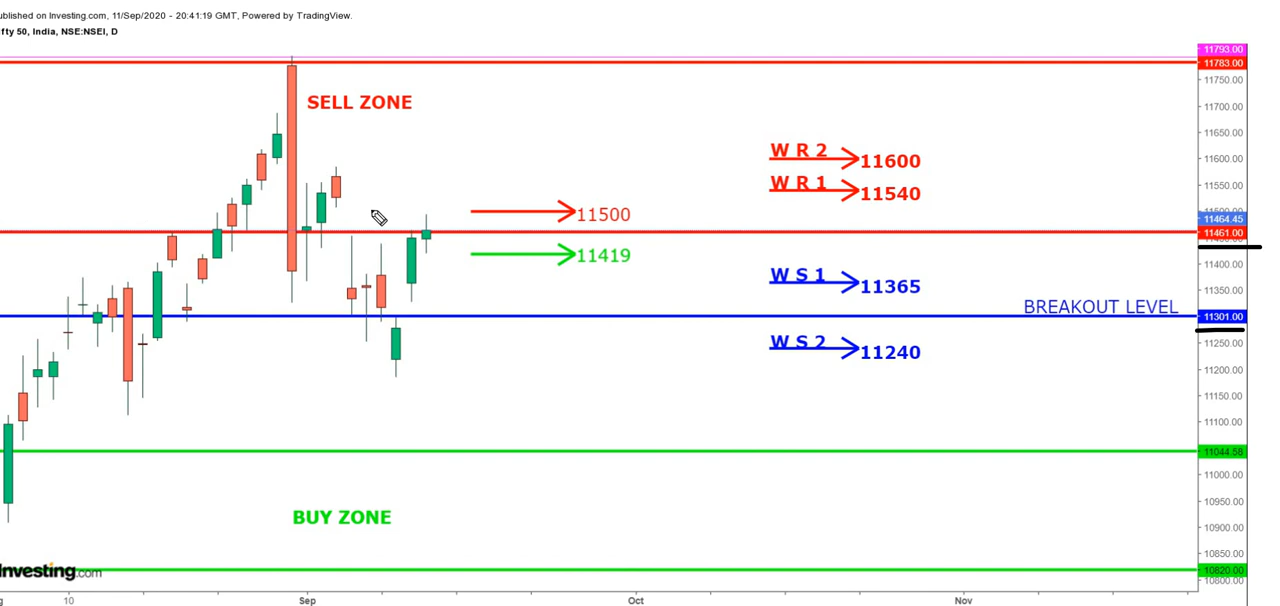 ublished on Investing.com, 11/Sep/2020 - 20:41:19 GMT, Powered by TradingView.
fty 50, India, NSE:NSEI, D
11793.00
11783.00
11750.00
SELL ZONE
11700.00
11650.00
W R 2
11600
11600.00
W R 1
11540
11550.00
11500
11500.00
11464.45
11461.00
11419
11400.00
W S 1
11365
11350.00
BREAKOUT LEVEL
11301.00
W S 2
11240
11250.00
11200.00
11150.00
11100.00
11044.58
11000.00
10950.00
BUY ZONE
10900.00
10850.00
Investing.com
10820.00
10800.00
g
10
Sep
Oct
Nov